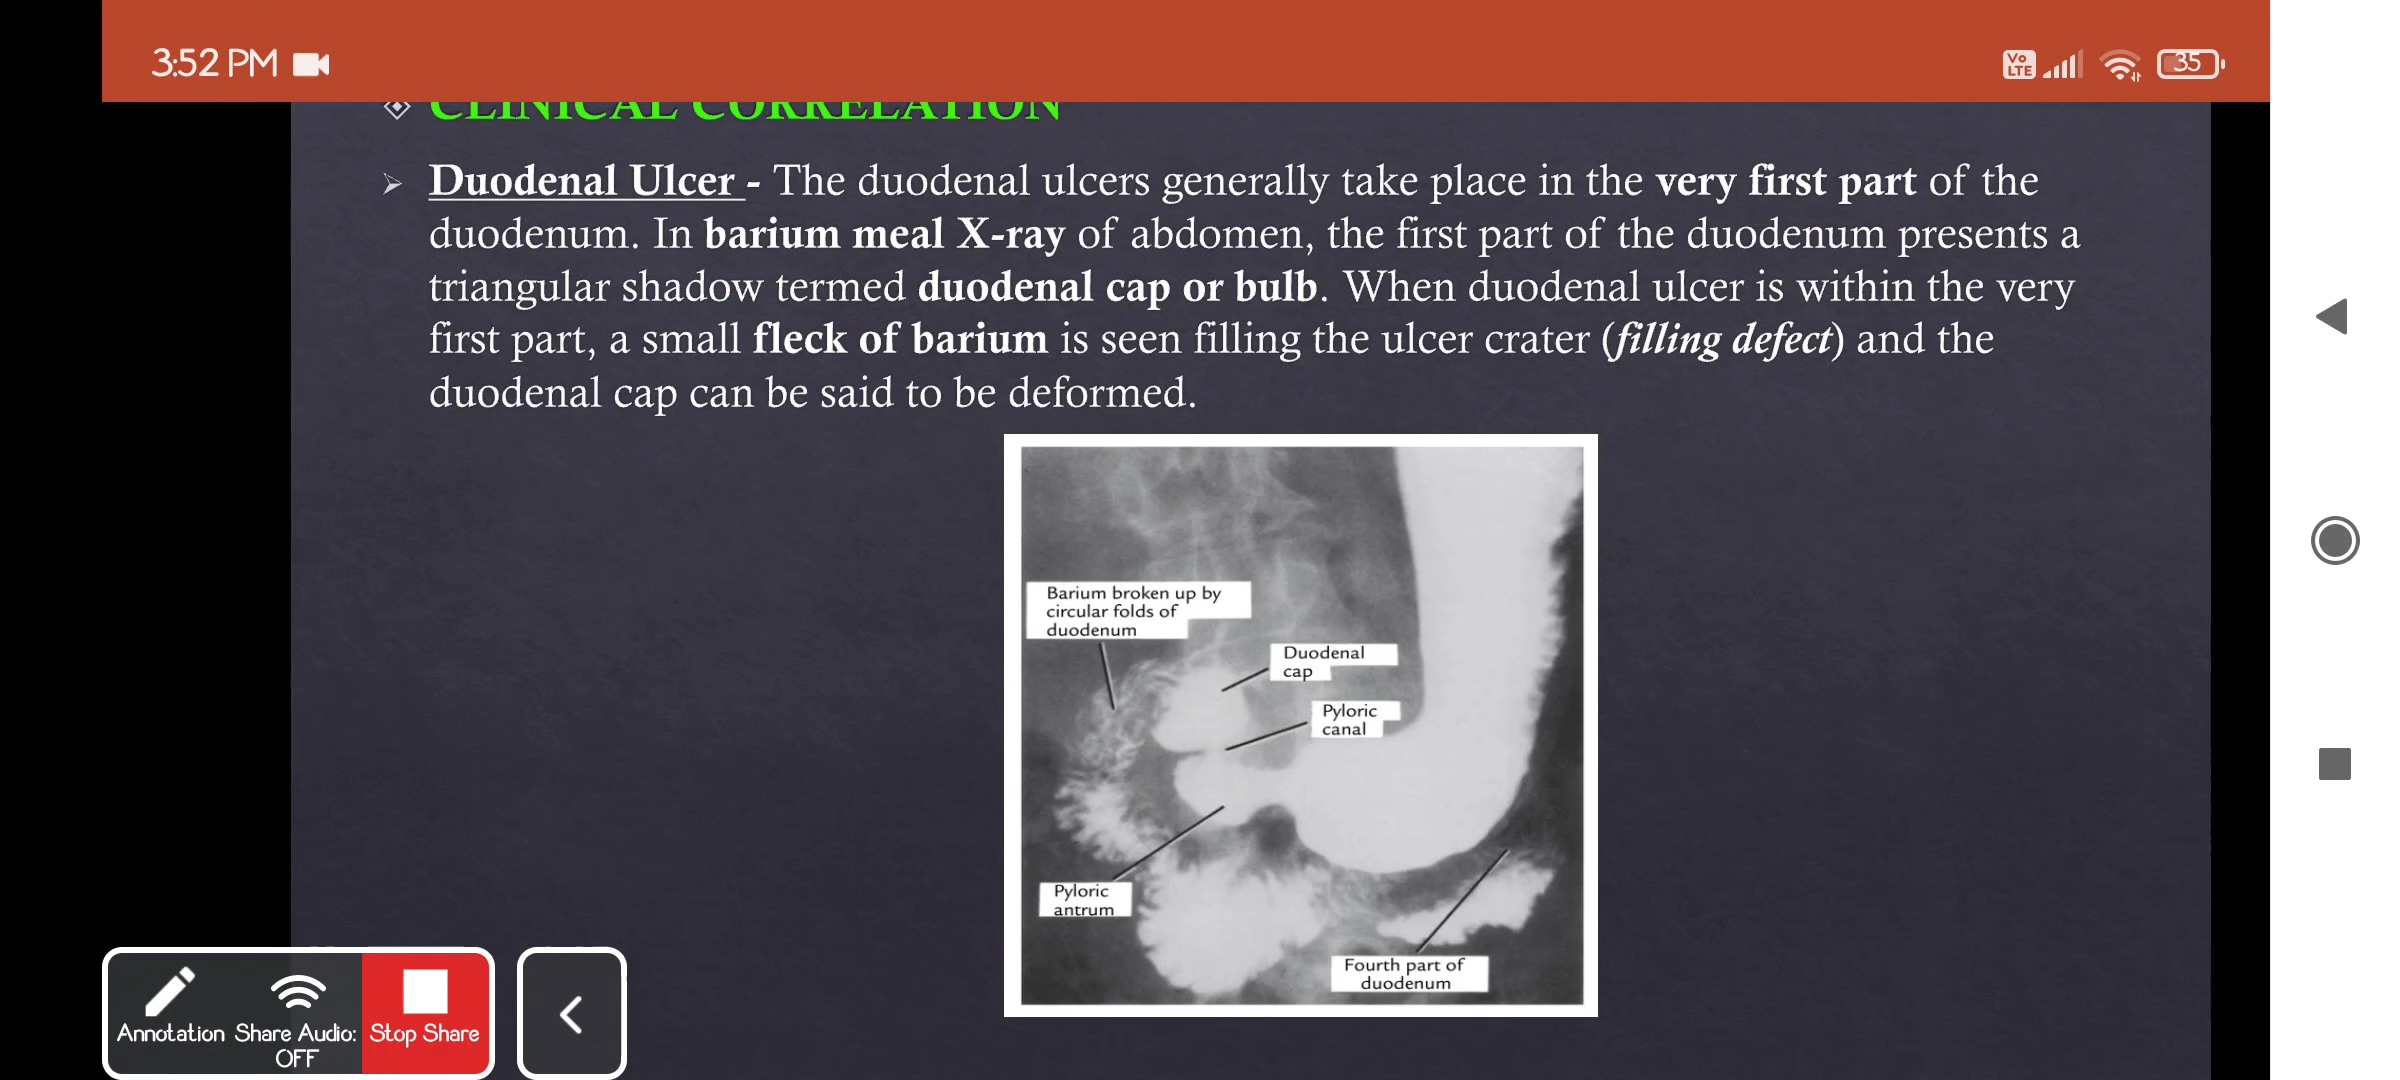 3:52 PM
Vo LTE
35
CLINICAL CORRELATION
Duodenal Ulcer - The duodenal ulcers generally take place in the very first part of the
duodenum. In barium meal X-ray of abdomen, the first part of the duodenum presents a
triangular shadow termed duodenal cap or bulb. When duodenal ulcer is within the very
first part, a small fleck of barium is seen filling the ulcer crater (filling defect) and the
duodenal cap can be said to be deformed.
Barium broken up by
circular folds of
duodenum
Duodenal
cap
Pyloric
canal
Pyloric
antrum
Fourth part of
duodenum
Annotation
Share Audio:
OFF
Stop Share